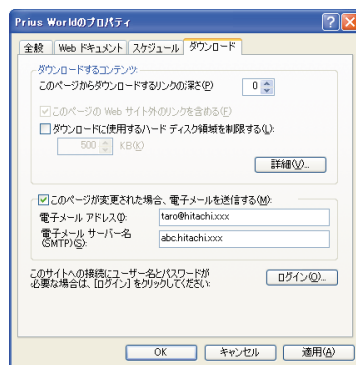 Prius Worldのプロパティ
全般 Web ドキュメント スケジュール ダウンロード
ダウンロードするコンテンツ:
このページからダウンロードするリンクの深さ(P) 0
このページの Web サイト外のリンクを含める(F)
ダウンロードに使用するハード ディスク領域を制限する(L):
500 KB(K)
詳細(V)...
このページが変更された場合、電子メールを送信する(M):
電子メール アドレス(I): taro@hitachi.xxx
電子メール サーバー名 abc.hitachi.xxx
(SMTP)(S):
このサイトへの接続にユーザー名とパスワードが
必要な場合は、[ログイン] をクリックしてください: ログイン(O)...
OK キャンセル 適用(A)